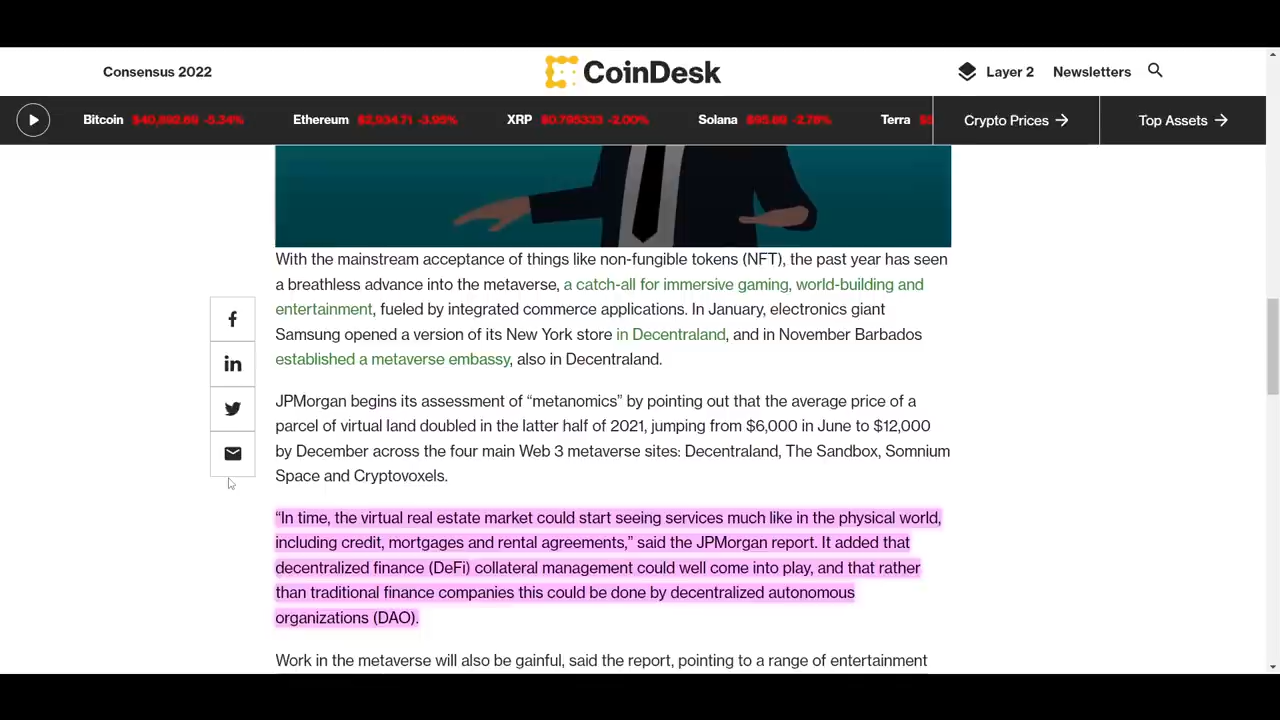 Consensus 2022
CoinDesk
Layer 2
Newsletters
Bitcoin $40,892.69 -5.34%
Ethereum $2,934.71 -3.95%
XRP $0.795333 -2.00%
Solana $95.69 -2.78%
Terra
Crypto Prices →
Top Assets →
With the mainstream acceptance of things like non-fungible tokens (NFT), the past year has seen
a breathless advance into the metaverse, a catch-all for immersive gaming, world-building and
entertainment, fueled by integrated commerce applications. In January, electronics giant
Samsung opened a version of its New York store in Decentraland, and in November Barbados
established a metaverse embassy, also in Decentraland.
JPMorgan begins its assessment of “metanomics” by pointing out that the average price of a
parcel of virtual land doubled in the latter half of 2021, jumping from $6,000 in June to $12,000
by December across the four main Web 3 metaverse sites: Decentraland, The Sandbox, Somnium
Space and Cryptovoxels.
“In time, the virtual real estate market could start seeing services much like in the physical world,
including credit, mortgages and rental agreements,” said the JPMorgan report. It added that
decentralized finance (DeFi) collateral management could well come into play, and that rather
than traditional finance companies this could be done by decentralized autonomous
organizations (DAO).
Work in the metaverse will also be gainful, said the report, pointing to a range of entertainment